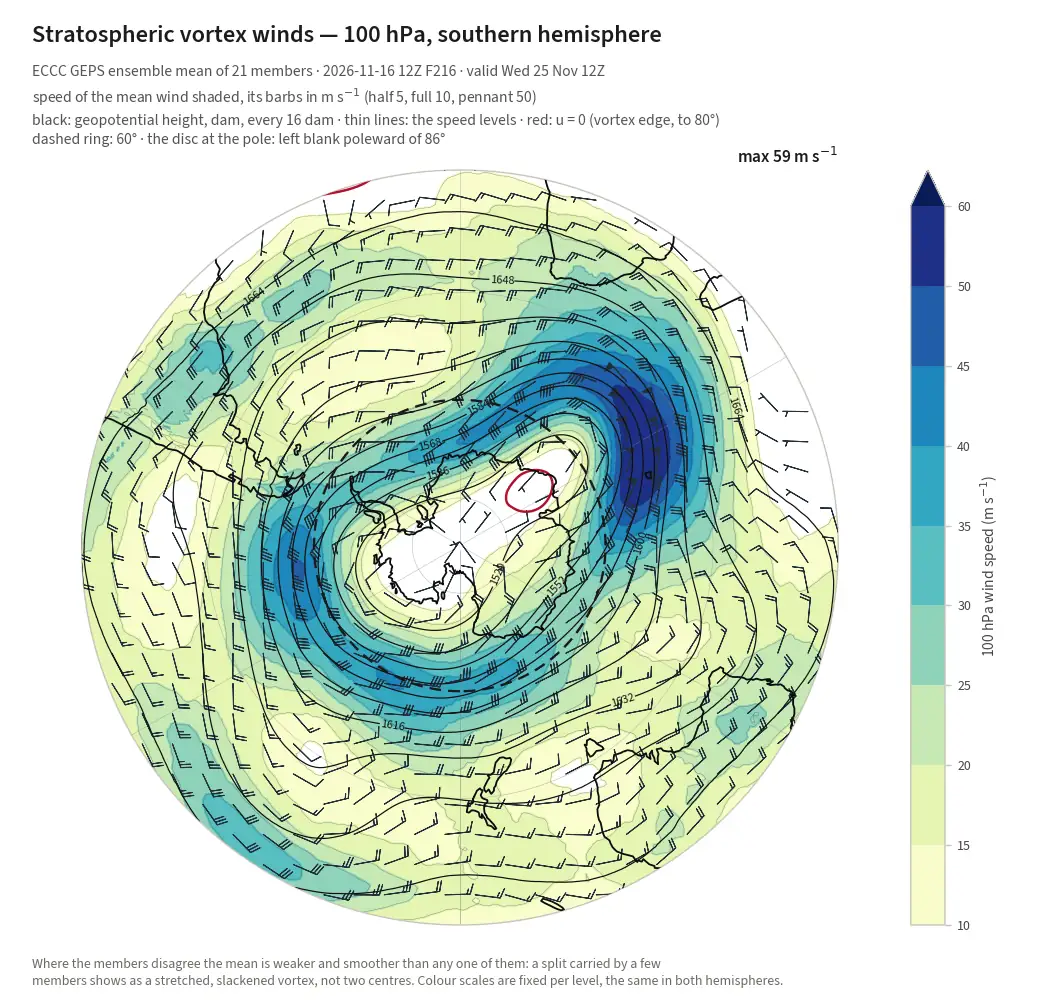 Stratospheric vortex winds — 100 hPa, southern hemisphere
ECCC GEPS ensemble mean of 21 members · 2026-11-16 12Z F216 · valid Wed 25 Nov 12Z
speed of the mean wind shaded, its barbs in m s⁻¹ (half 5, full 10, pennant 50)
black: geopotential height, dam, every 16 dam · thin lines: the speed levels · red: u = 0 (vortex edge, to 80°)
dashed ring: 60° · the disc at the pole: left blank poleward of 86°
max 59 m s⁻¹
60
50
45
40
35
30
25
20
15
10
100 hPa wind speed (m s⁻¹)
1648
1664
1664
1584
1568
1600
1552
1632
1616
Where the members disagree the mean is weaker and smoother than any one of them: a split carried by a few
members shows as a stretched, slackened vortex, not two centres. Colour scales are fixed per level, the same in both hemispheres.